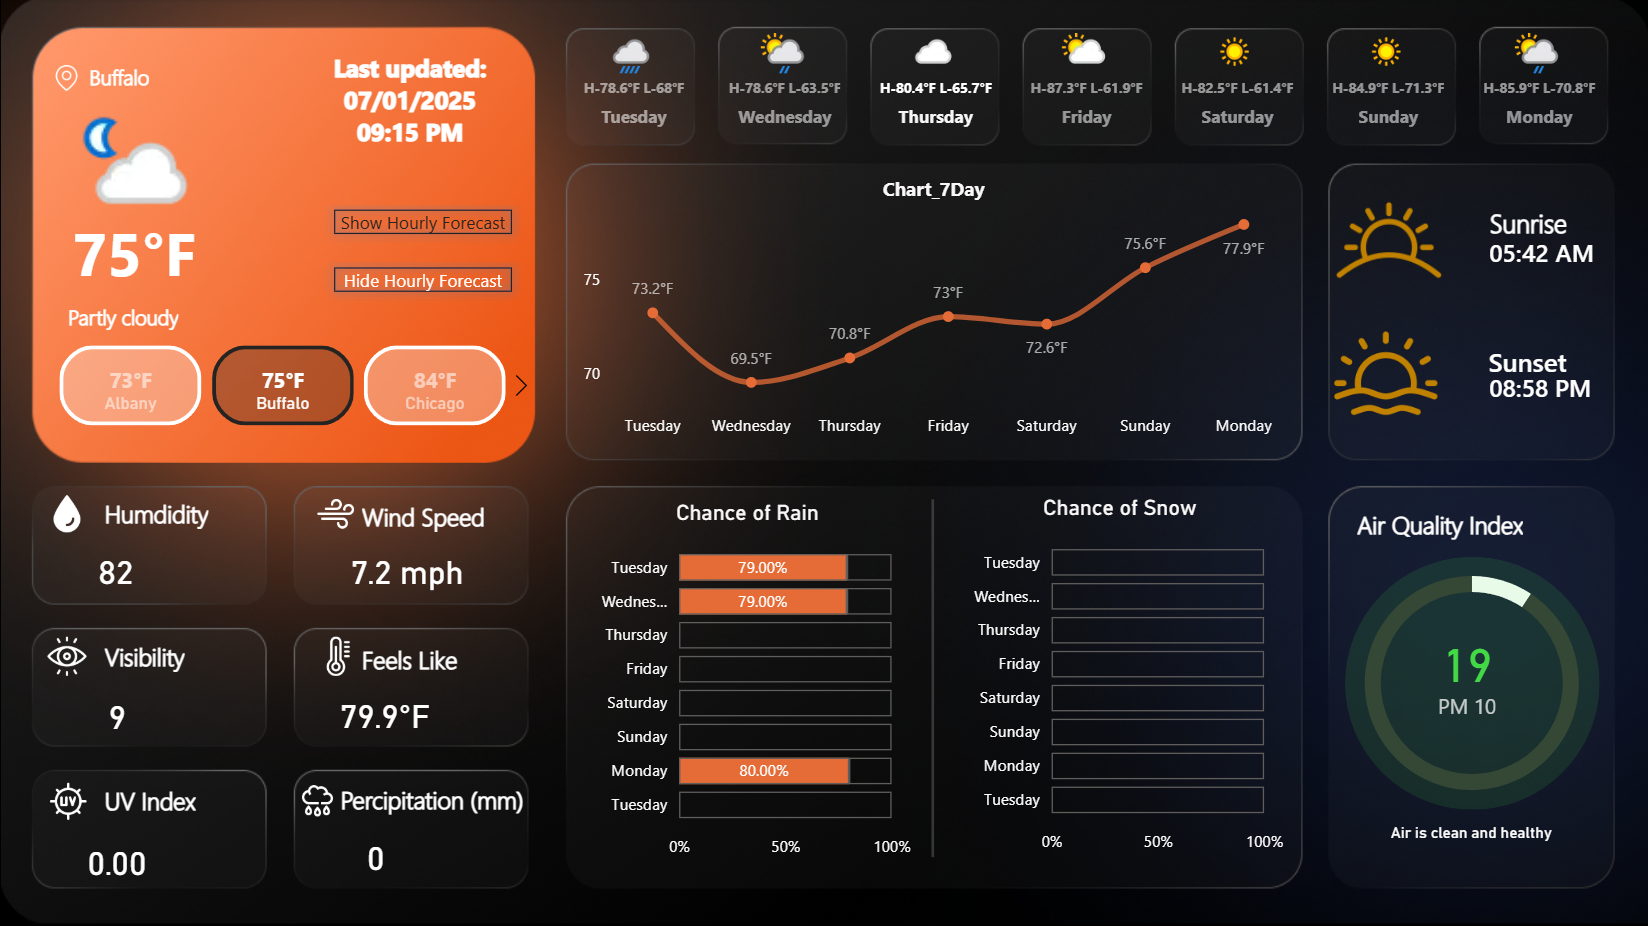 Buffalo
Last updated:
07/01/2025
09:15 PM
75°F
Partly cloudy
Show Hourly Forecast
Hide Hourly Forecast
73°F
Albany
75°F
Buffalo
84°F
Chicago
H-78.6°F L-68°F
Tuesday
H-78.6°F L-63.5°F
Wednesday
H-80.4°F L-65.7°F
Thursday
H-87.3°F L-61.9°F
Friday
H-82.5°F L-61.4°F
Saturday
H-84.9°F L-71.3°F
Sunday
H-85.9°F L-70.8°F
Monday
Chart_7Day
75
70
73.2°F
69.5°F
70.8°F
73°F
72.6°F
75.6°F
77.9°F
Tuesday Wednesday Thursday Friday Saturday Sunday Monday
Sunrise
05:42 AM
Sunset
08:58 PM
Humdidity
82
Wind Speed
7.2 mph
Visibility
9
Feels Like
79.9°F
UV
UV Index
0.00
Percipitation (mm)
0
Chance of Rain
Tuesday 79.00%
Wednes... 79.00%
Thursday
Friday
Saturday
Sunday
Monday 80.00%
Tuesday
0% 50% 100%
Chance of Snow
Tuesday
Wednes...
Thursday
Friday
Saturday
Sunday
Monday
Tuesday
0% 50% 100%
Air Quality Index
19
PM 10
Air is clean and healthy